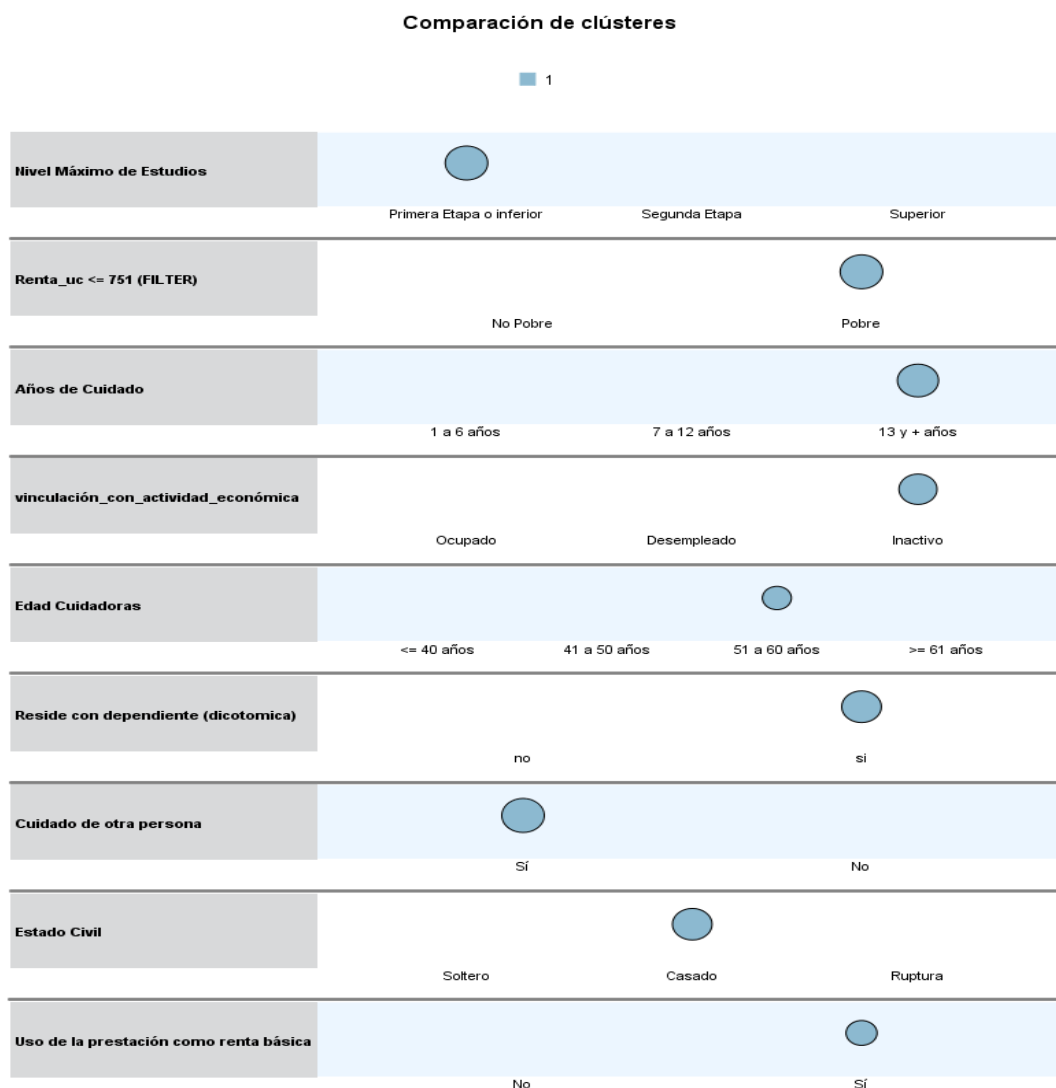 Comparación de clústeres
1
Nivel Máximo de Estudios
Primera Etapa o inferior Segunda Etapa Superior
Renta_uc <= 751 (FILTER)
No Pobre Pobre
Años de Cuidado
1 a 6 años 7 a 12 años 13 y + años
vinculación_con_actividad_económica
Ocupado Desempleado Inactivo
Edad Cuidadoras
<= 40 años 41 a 50 años 51 a 60 años >= 61 años
Reside con dependiente (dicotomica)
no si
Cuidado de otra persona
Sí No
Estado Civil
Soltero Casado Ruptura
Uso de la prestación como renta básica
No Sí